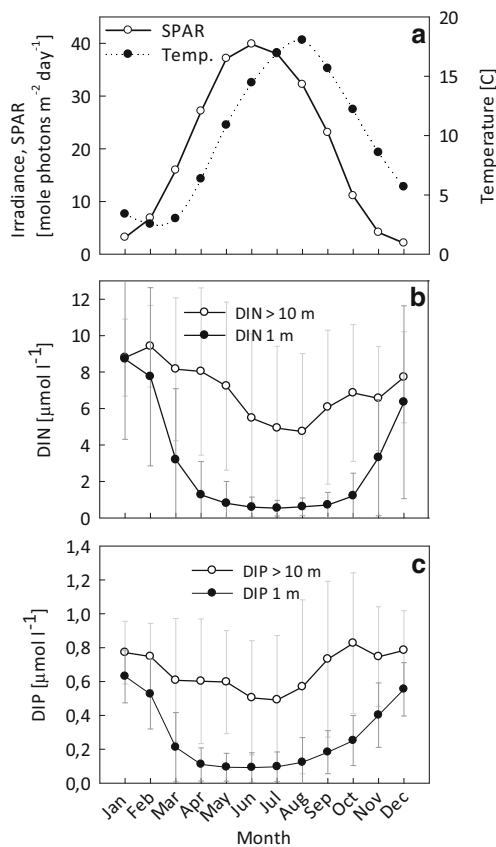 a
SPAR
Temp.
Irradiance, SPAR
[mole photons m⁻² day⁻¹]
40
30
20
10
0
20
15
10
5
0
Temperature [C]
b
DIN > 10 m
DIN 1 m
DIN [µmol l⁻¹]
12
10
8
6
4
2
0
c
DIP > 10 m
DIP 1 m
DIP [µmol l⁻¹]
1,4
1,2
1,0
0,8
0,6
0,4
0,2
0,0
Jan Feb Mar Apr May Jun Jul Aug Sep Oct Nov Dec
Month